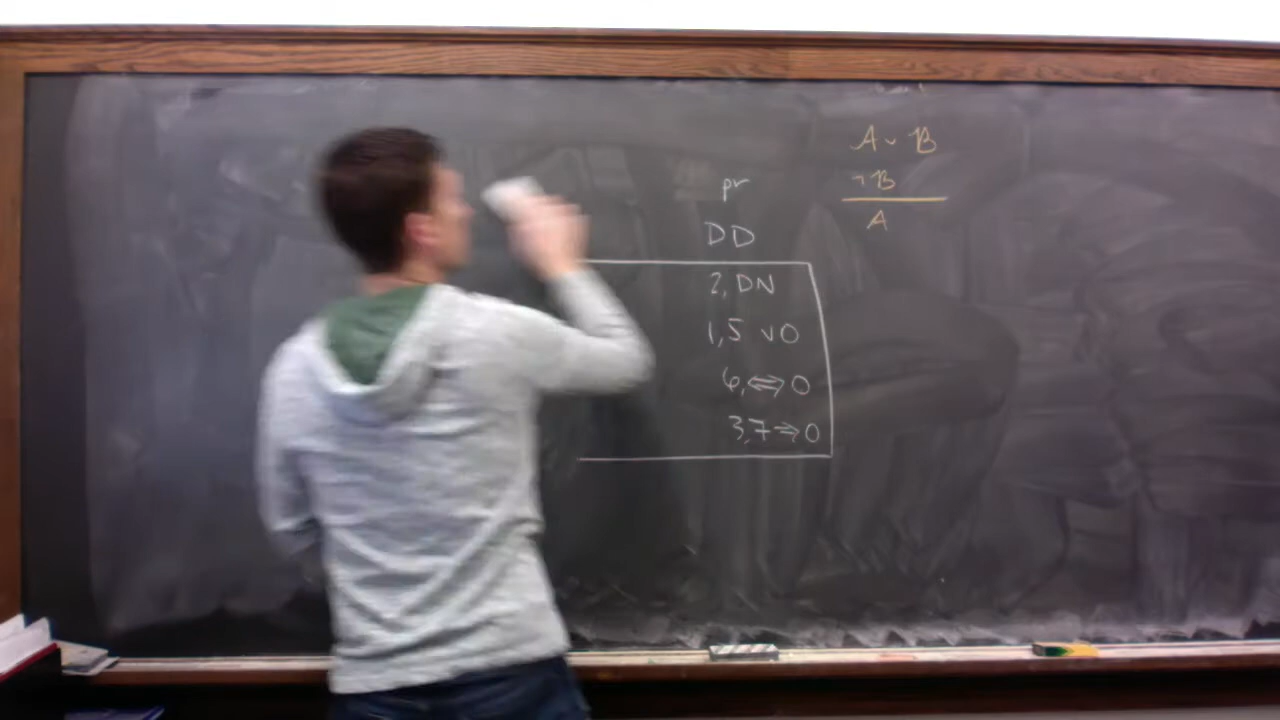 pr
DD
2, DN
1,5 ∨O
6, ⇔O
3,7 →O
A ∨ B
¬B
A